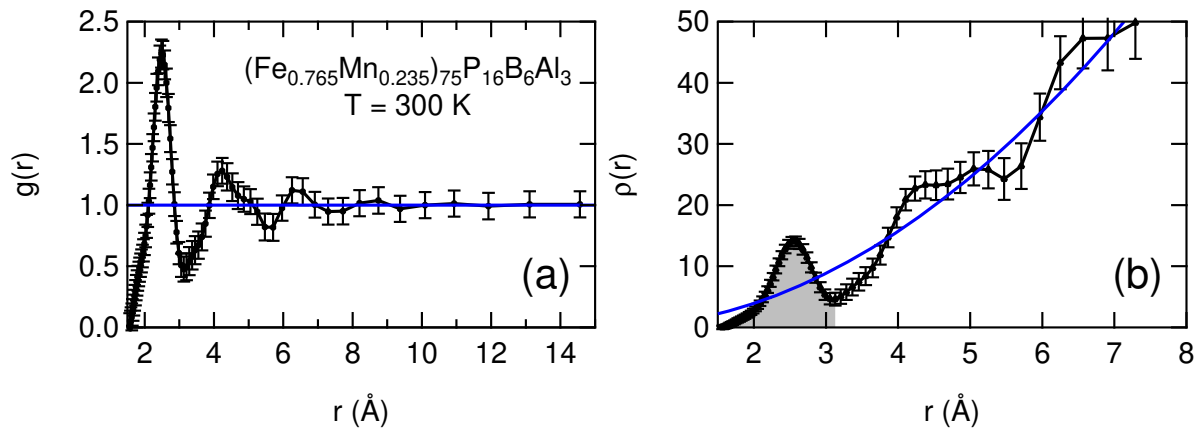 2.5
2.0
1.5
1.0
0.5
0.0
g(r)
(Fe0.765Mn0.235)75P16B6Al3
T = 300 K
(a)
2 4 6 8 10 12 14
r (Å)
50
40
30
20
10
0
ρ(r)
(b)
2 3 4 5 6 7 8
r (Å)